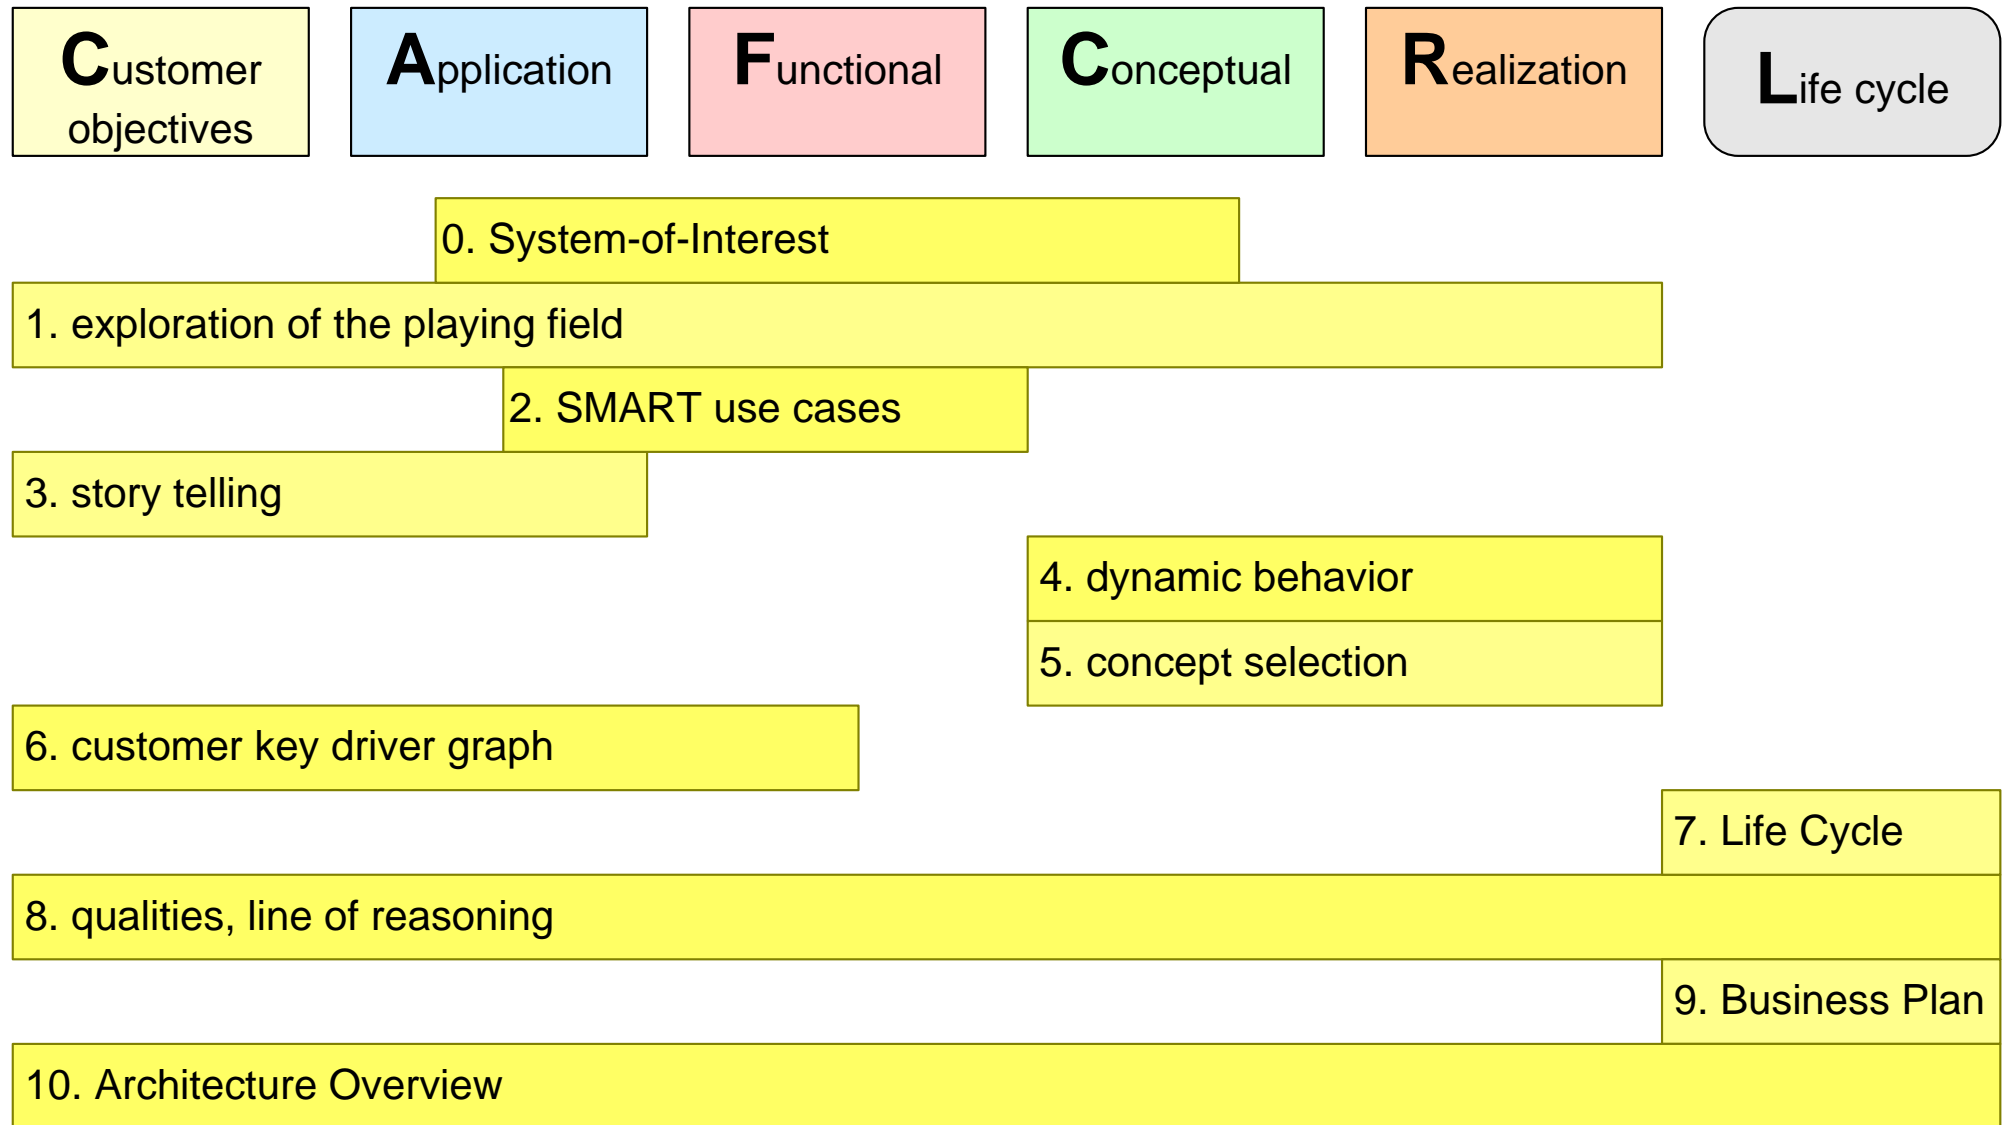 Customer
objectives
Application
Functional
Conceptual
Realization
Life cycle
0. System-of-Interest
1. exploration of the playing field
2. SMART use cases
3. story telling
4. dynamic behavior
5. concept selection
6. customer key driver graph
7. Life Cycle
8. qualities, line of reasoning
9. Business Plan
10. Architecture Overview